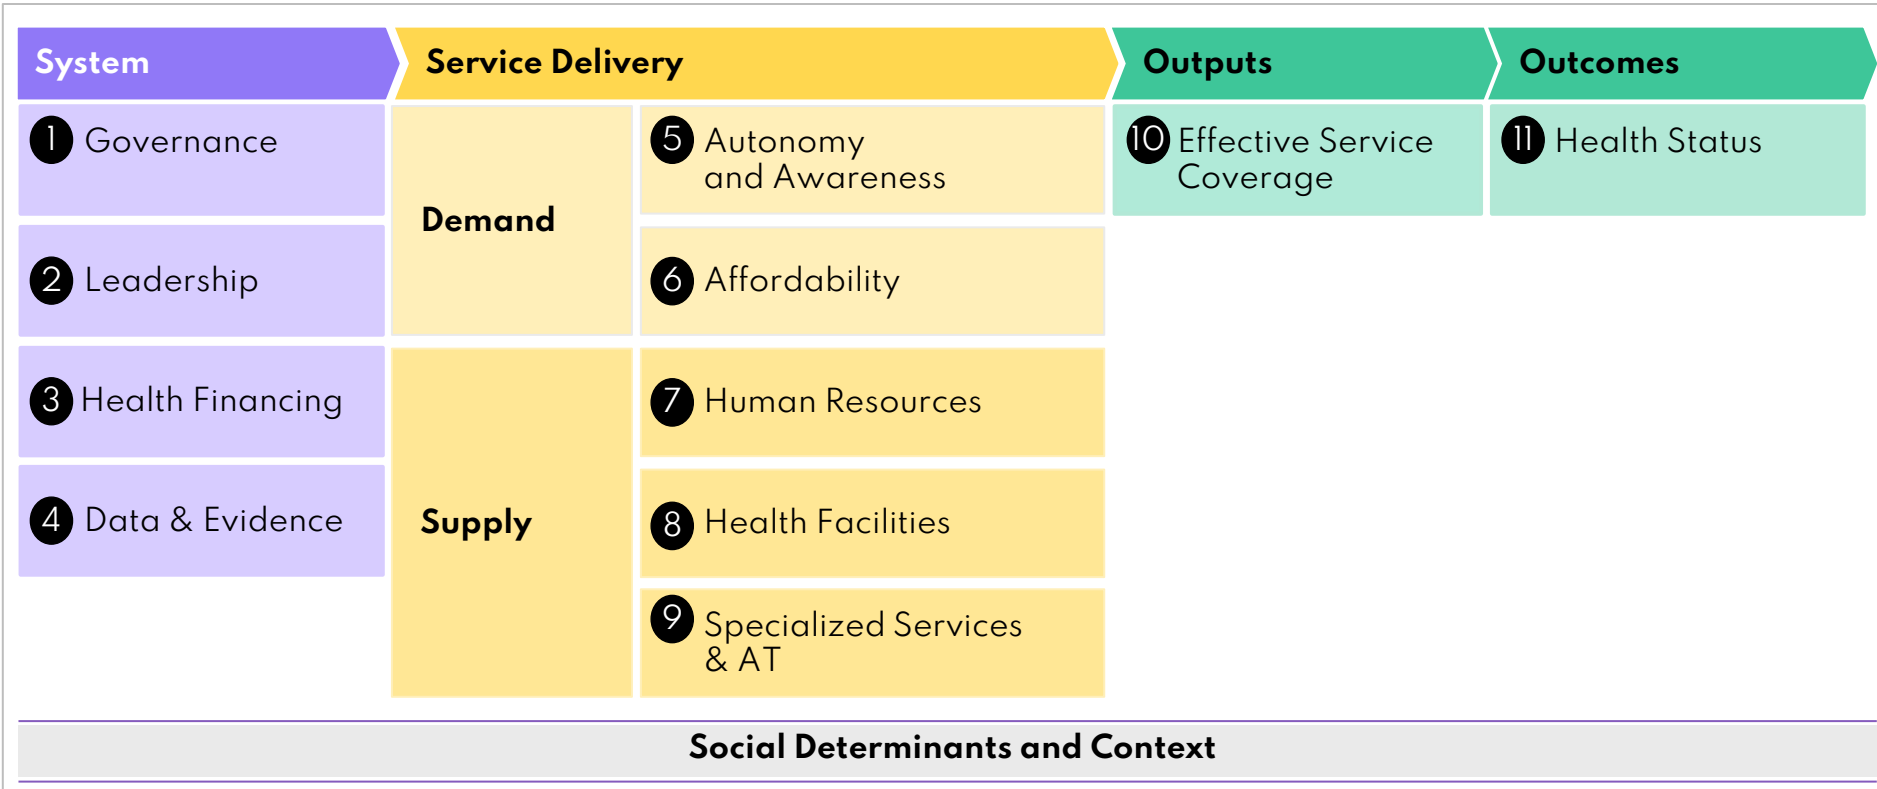 System
Service Delivery
Outputs
Outcomes
1 Governance
2 Leadership
3 Health Financing
4 Data & Evidence
Demand
5 Autonomy
and Awareness
6 Affordability
Supply
7 Human Resources
8 Health Facilities
9 Specialized Services
& AT
10 Effective Service
Coverage
11 Health Status
Social Determinants and Context